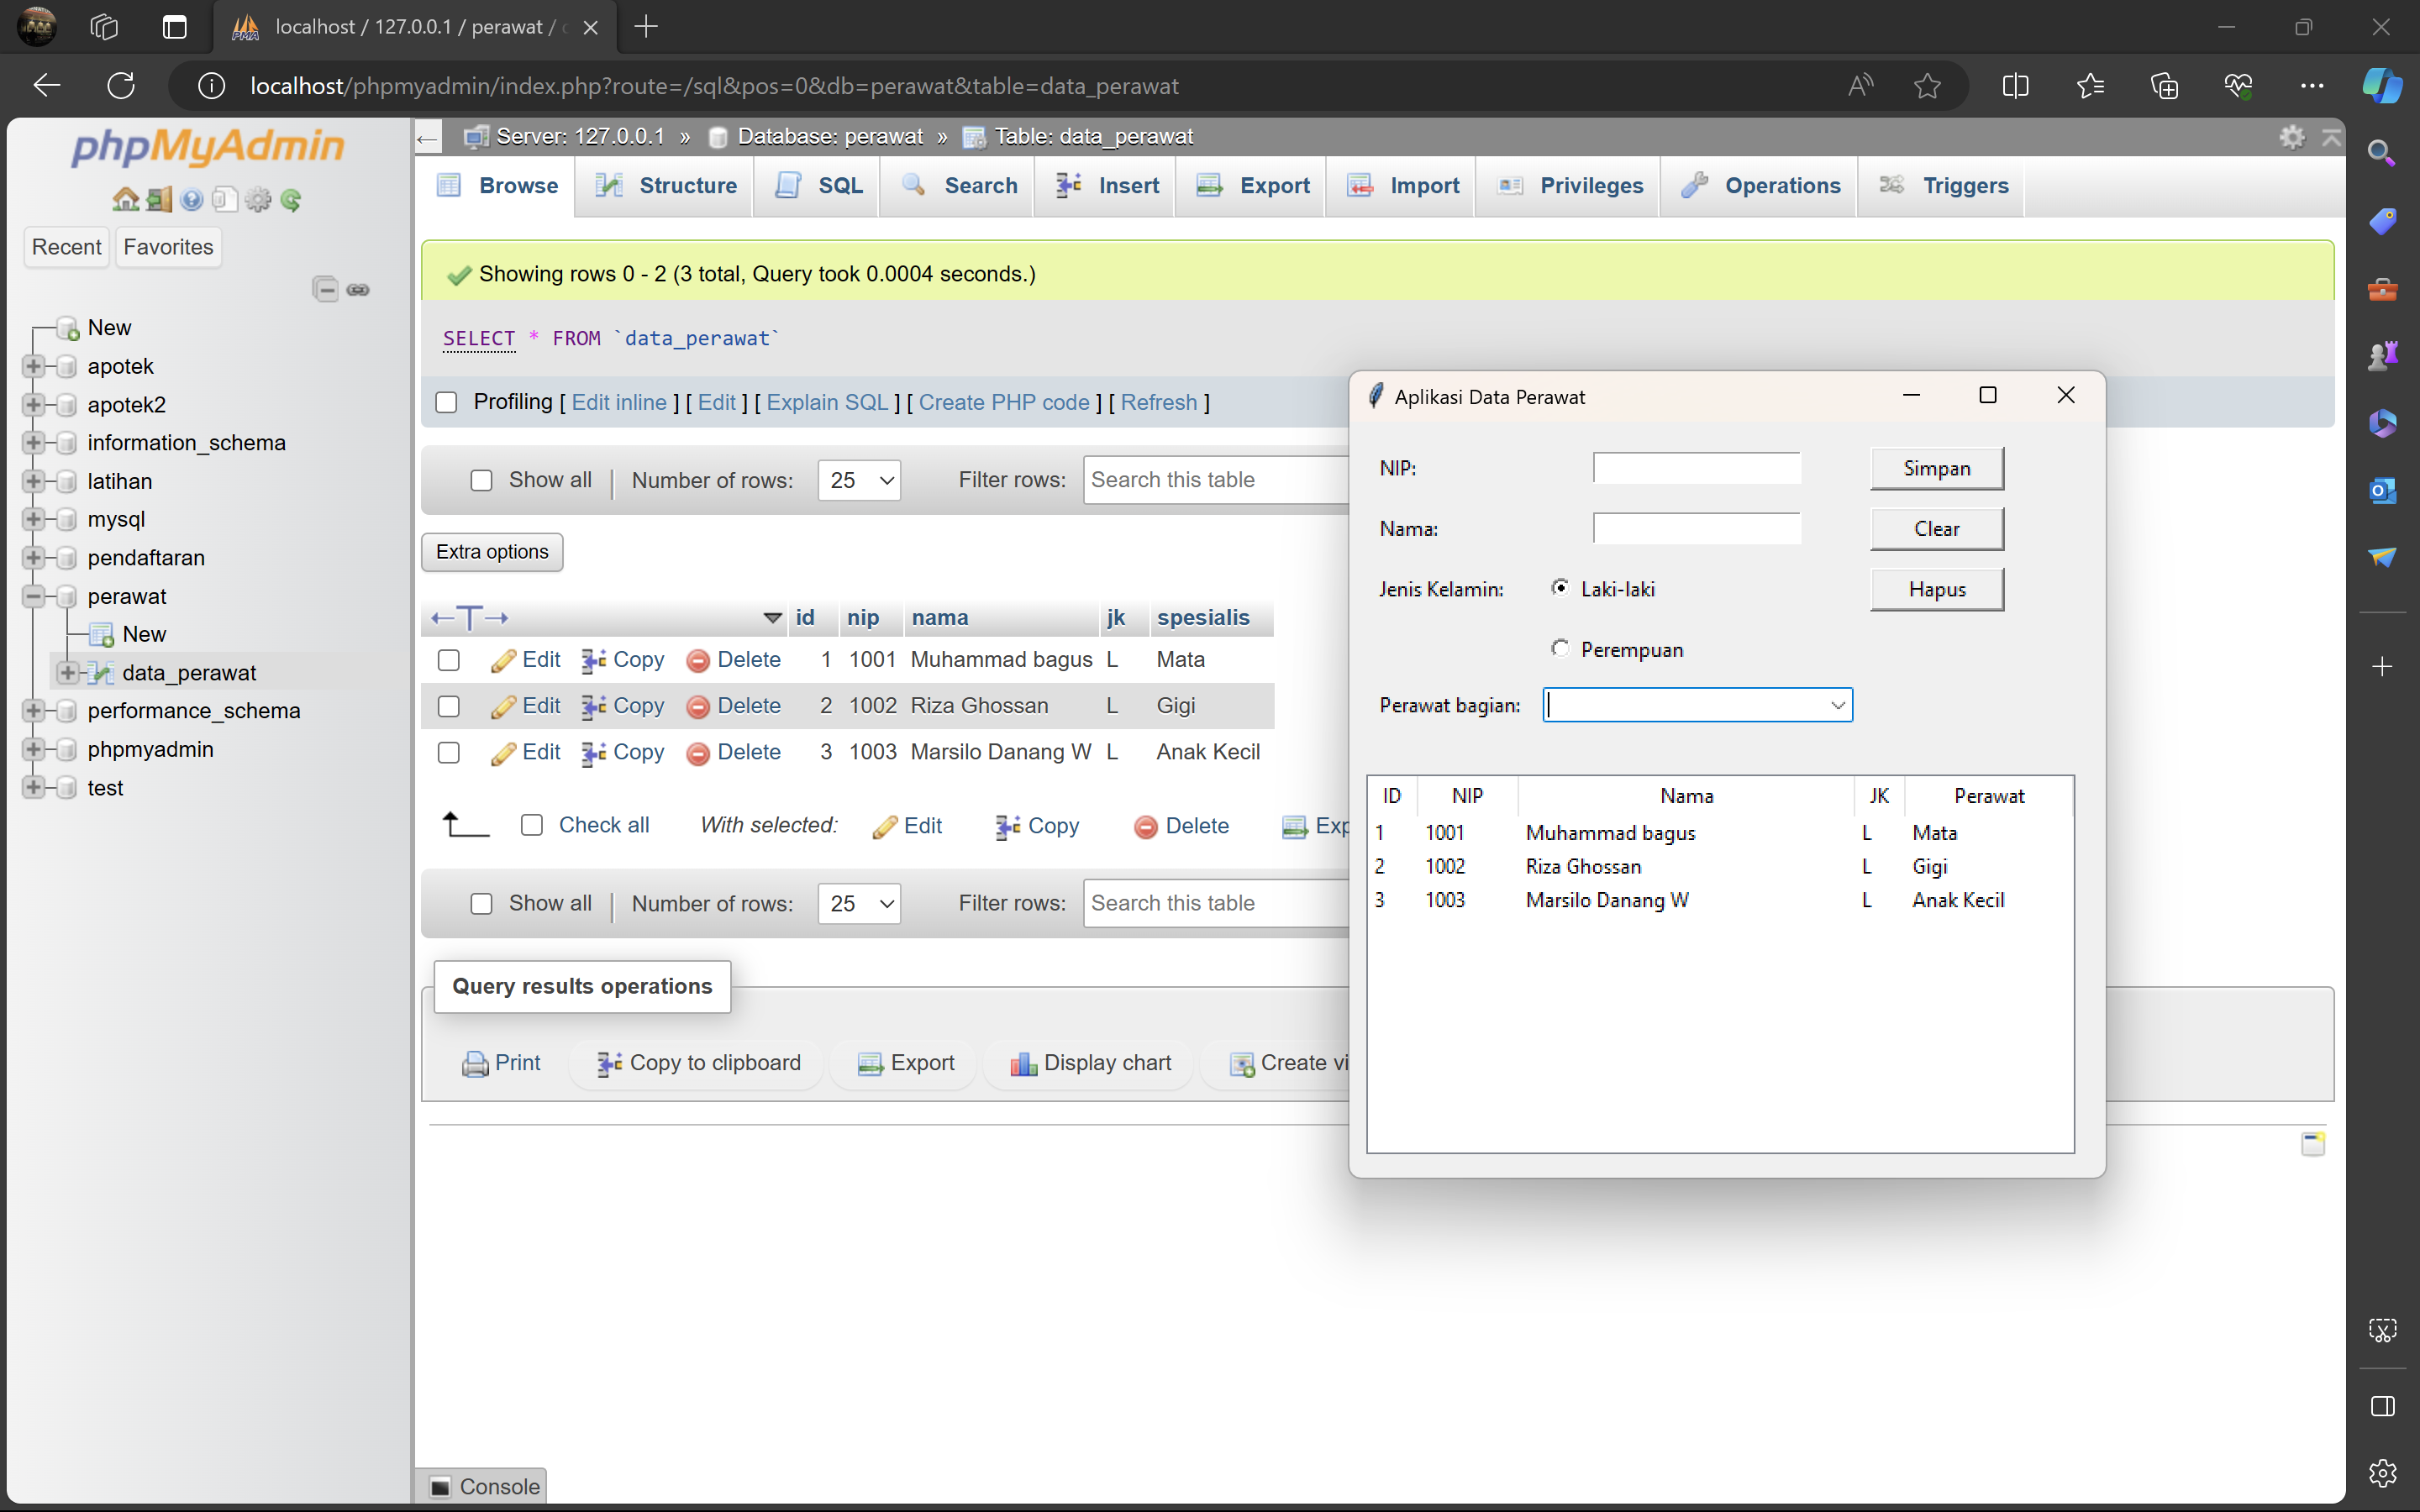 localhost / 127.0.0.1 / perawat /
localhost/phpmyadmin/index.php?route=/sql&pos=0&db=perawat&table=data_perawat
phpMyAdmin
Recent Favorites
New
apotek
apotek2
information_schema
latihan
mysql
pendaftaran
perawat
New
data_perawat
performance_schema
phpmyadmin
test
Server: 127.0.0.1 » Database: perawat » Table: data_perawat
Browse Structure SQL Search Insert Export Import Privileges Operations Triggers
Showing rows 0 - 2 (3 total, Query took 0.0004 seconds.)
SELECT * FROM `data_perawat`
Profiling [ Edit inline ] [ Edit ] [ Explain SQL ] [ Create PHP code ] [ Refresh ]
Show all Number of rows: 25 Filter rows: Search this table
Extra options
id nip nama jk spesialis
Edit Copy Delete 1 1001 Muhammad bagus L Mata
Edit Copy Delete 2 1002 Riza Ghossan L Gigi
Edit Copy Delete 3 1003 Marsilo Danang W L Anak Kecil
Check all With selected: Edit Copy Delete Exp
Show all Number of rows: 25 Filter rows: Search this table
Query results operations
Print Copy to clipboard Export Display chart Create vi
Console
Aplikasi Data Perawat
NIP: Simpan
Nama: Clear
Jenis Kelamin: Laki-laki Hapus
Perempuan
Perawat bagian:
ID NIP Nama JK Perawat
1 1001 Muhammad bagus L Mata
2 1002 Riza Ghossan L Gigi
3 1003 Marsilo Danang W L Anak Kecil